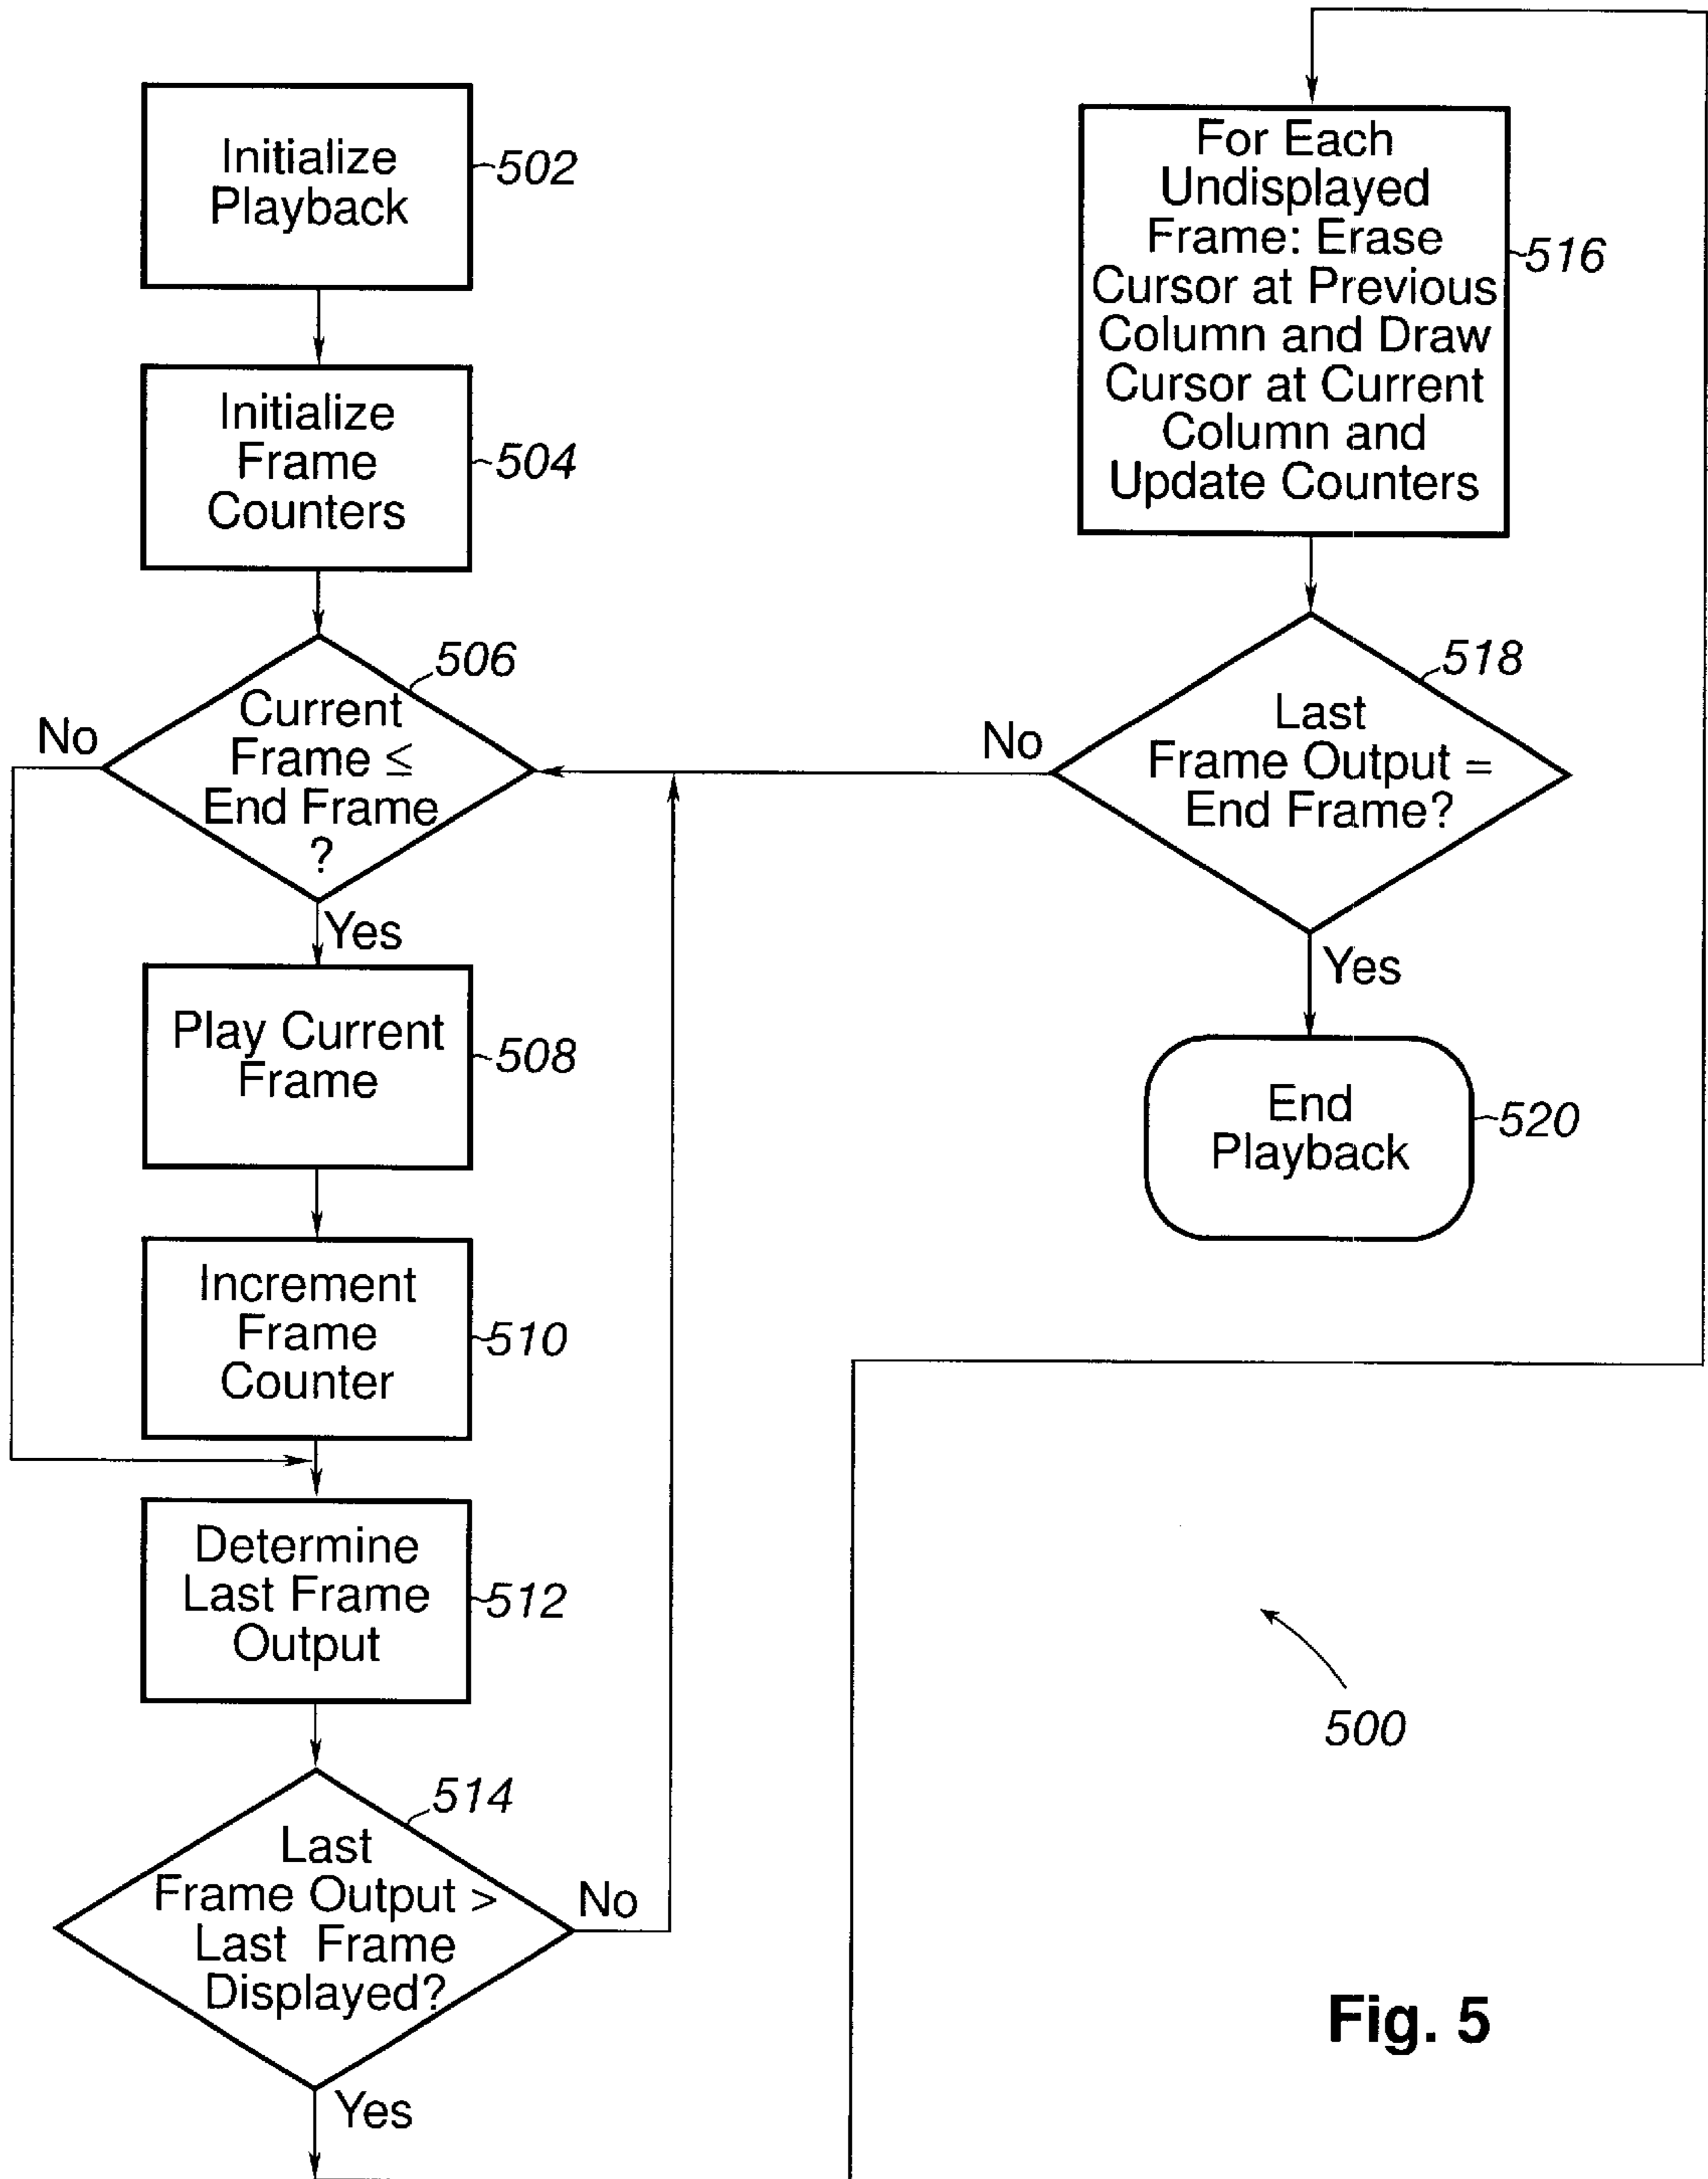 Initialize
Playback
502
Initialize
Frame
Counters
504
506
Current
Frame ≤
End Frame
?
No
Yes
Play Current
Frame
508
Increment
Frame
Counter
510
Determine
Last Frame
Output
512
514
Last
Frame Output >
Last Frame
Displayed?
No
Yes
For Each
Undisplayed
Frame: Erase
Cursor at Previous
Column and Draw
Cursor at Current
Column and
Update Counters
516
518
Last
Frame Output =
End Frame?
No
Yes
End
Playback
520
500
Fig. 5